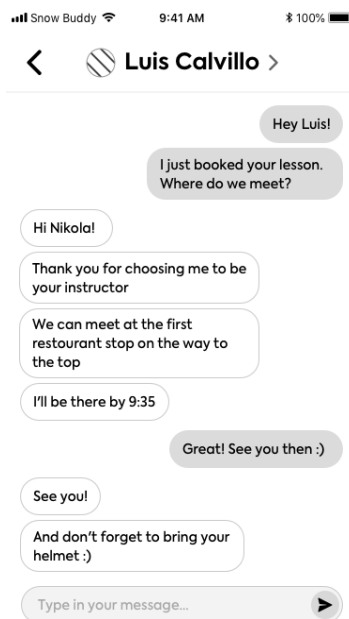 Snow Buddy 9:41 AM 100%
Luis Calvillo
Hey Luis!
I just booked your lesson.
Where do we meet?
Hi Nikola!
Thank you for choosing me to be
your instructor
We can meet at the first
restourant stop on the way to
the top
I'll be there by 9:35
Great! See you then :)
See you!
And don't forget to bring your
helmet :)
Type in your message...